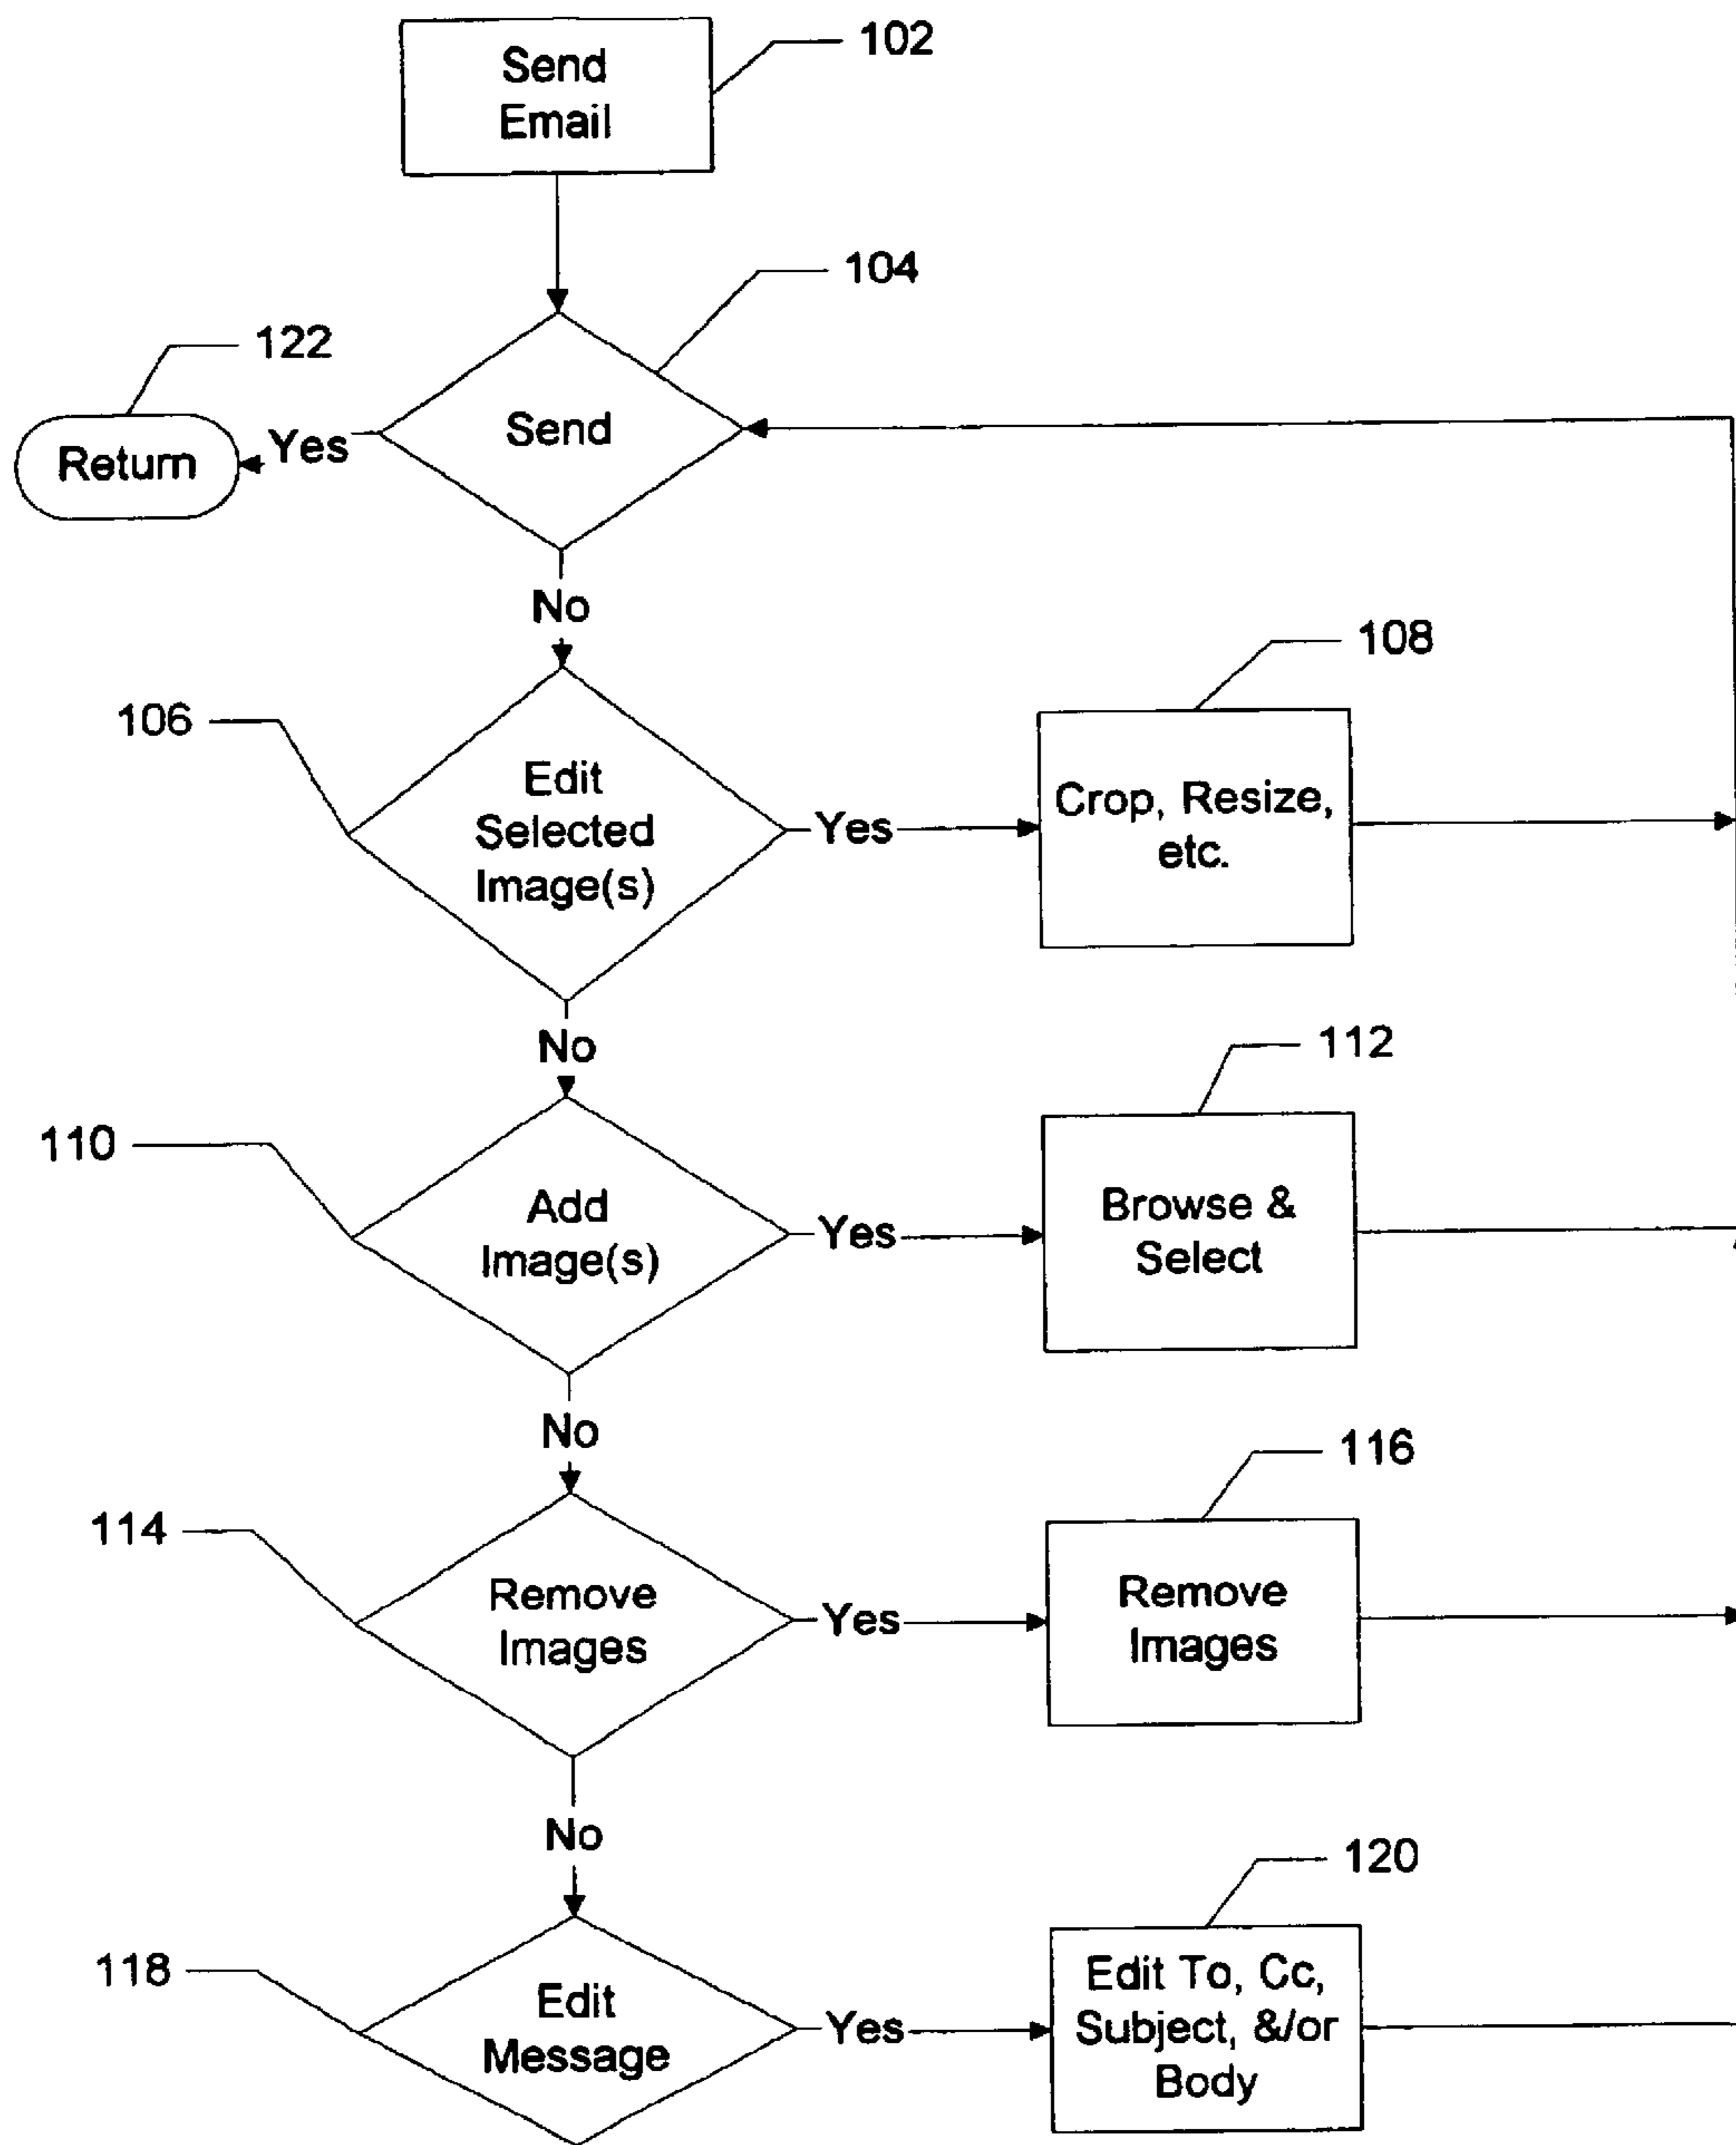 Send
Email
102
104
Send
122
Return
Yes
No
106
Edit
Selected
Image(s)
Yes
108
Crop, Resize,
etc.
No
110
Add
Image(s)
Yes
112
Browse &
Select
No
114
Remove
Images
Yes
116
Remove
Images
No
118
Edit
Message
Yes
120
Edit To, Cc,
Subject, &/or
Body